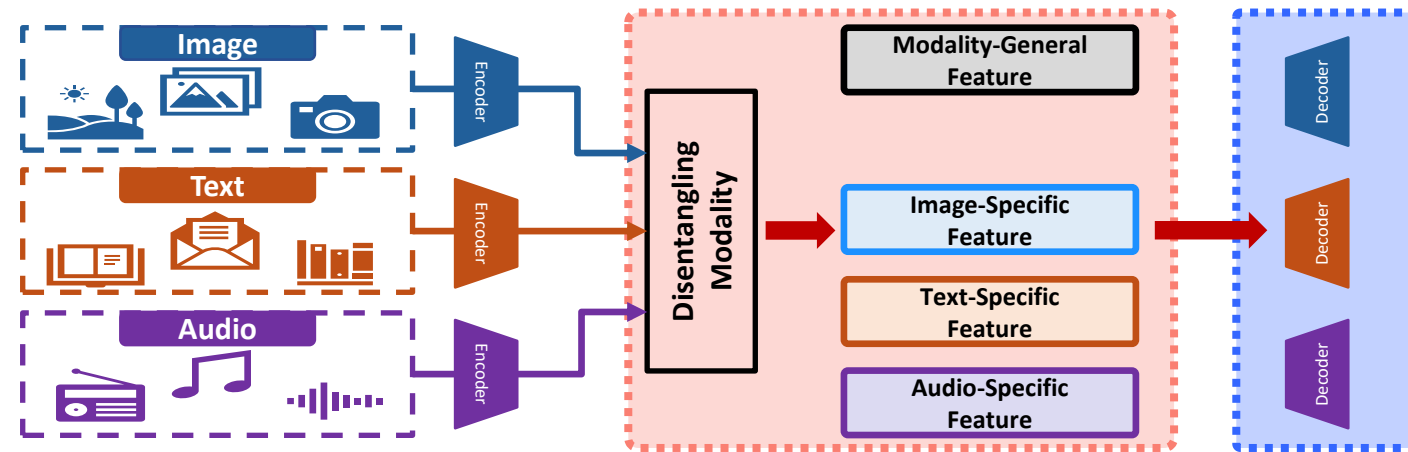 Image
Encoder
Text
Encoder
Audio
Encoder
Disentangling
Modality
Modality-General
Feature
Image-Specific
Feature
Text-Specific
Feature
Audio-Specific
Feature
Decoder
Decoder
Decoder